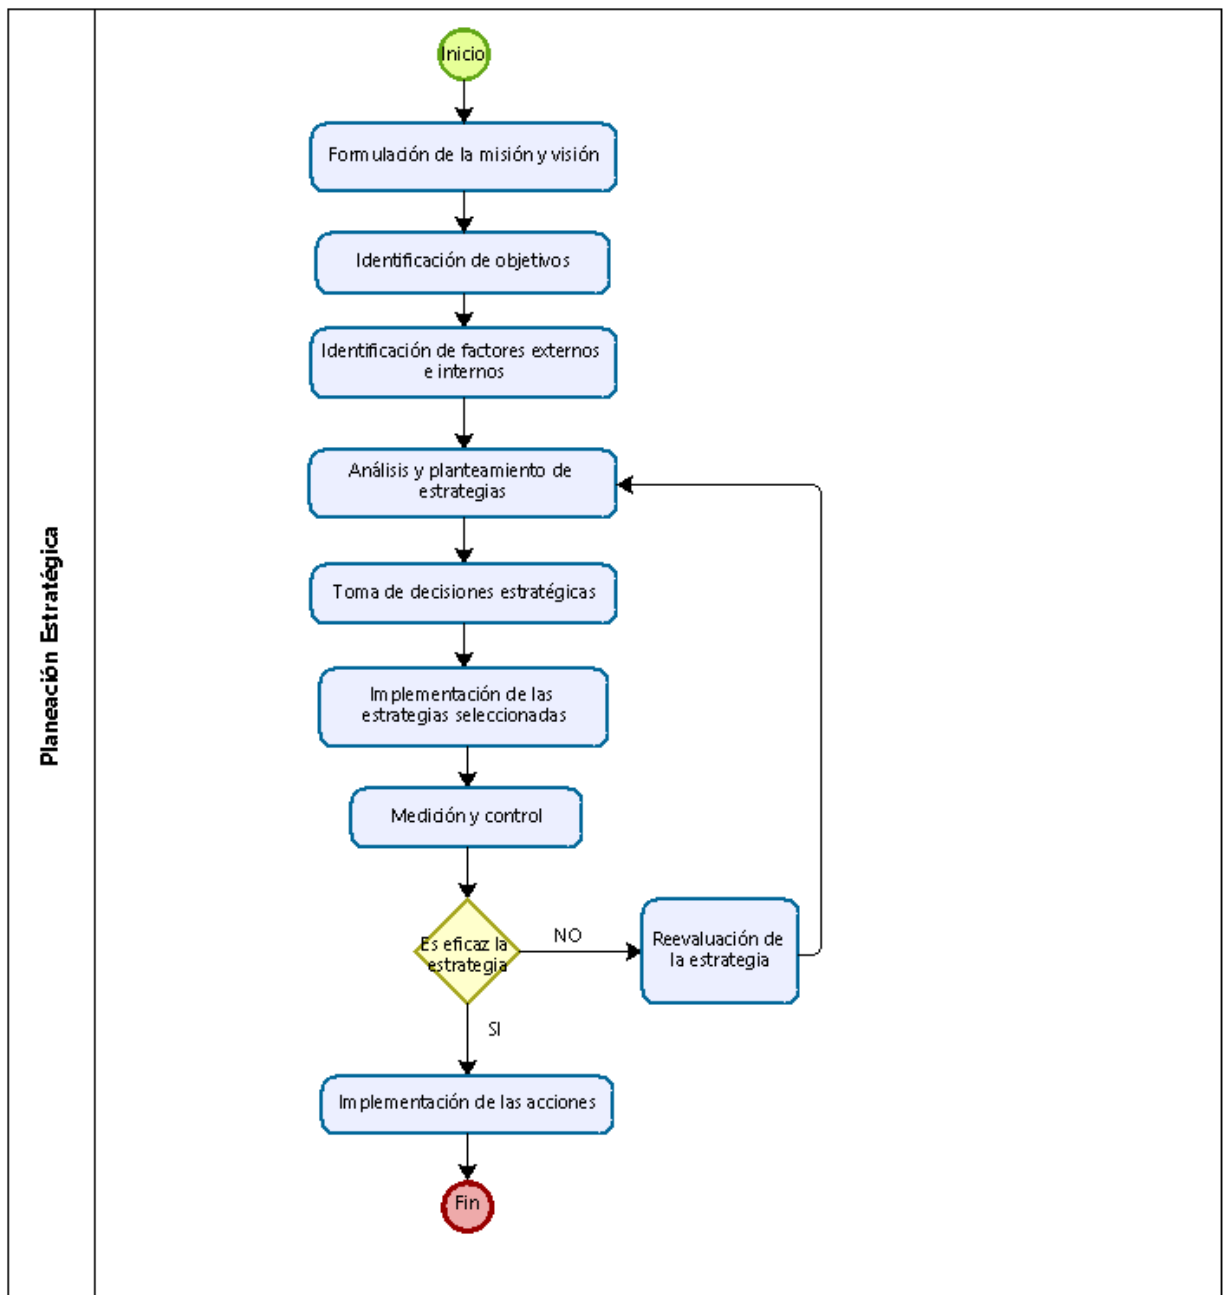 Planeación Estratégica
Inicio
Formulación de la misión y visión
Identificación de objetivos
Identificación de factores externos
e internos
Análisis y planteamiento de
estrategias
Toma de decisiones estratégicas
Implementación de las
estrategias seleccionadas
Medición y control
Es eficaz la
estrategia
NO
Reevaluación de
la estrategia
SI
Implementación de las acciones
Fin